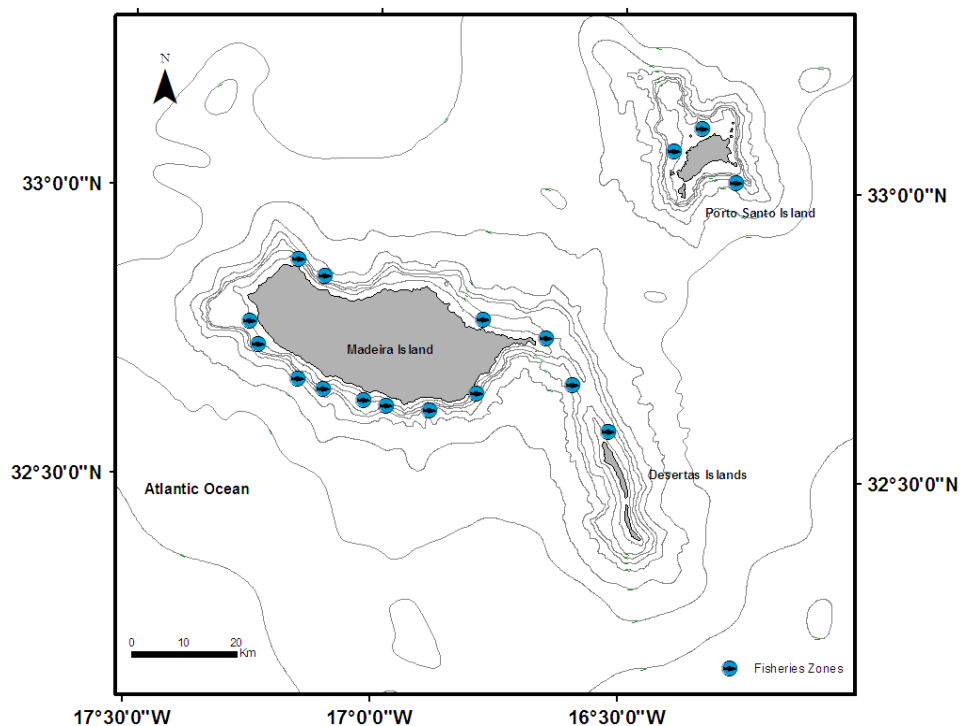 N
33°0'0"N
33°0'0"N
Porto Santo Island
Madeira Island
32°30'0"N
Desertas Islands
32°30'0"N
Atlantic Ocean
0 10 20
Km
Fisheries Zones
17°30'0"W 17°0'0"W 16°30'0"W